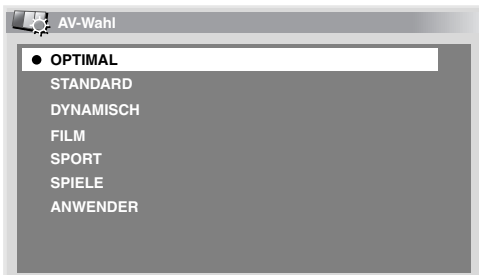 AV-Wahl
OPTIMAL
STANDARD
DYNAMISCH
FILM
SPORT
SPIELE
ANWENDER